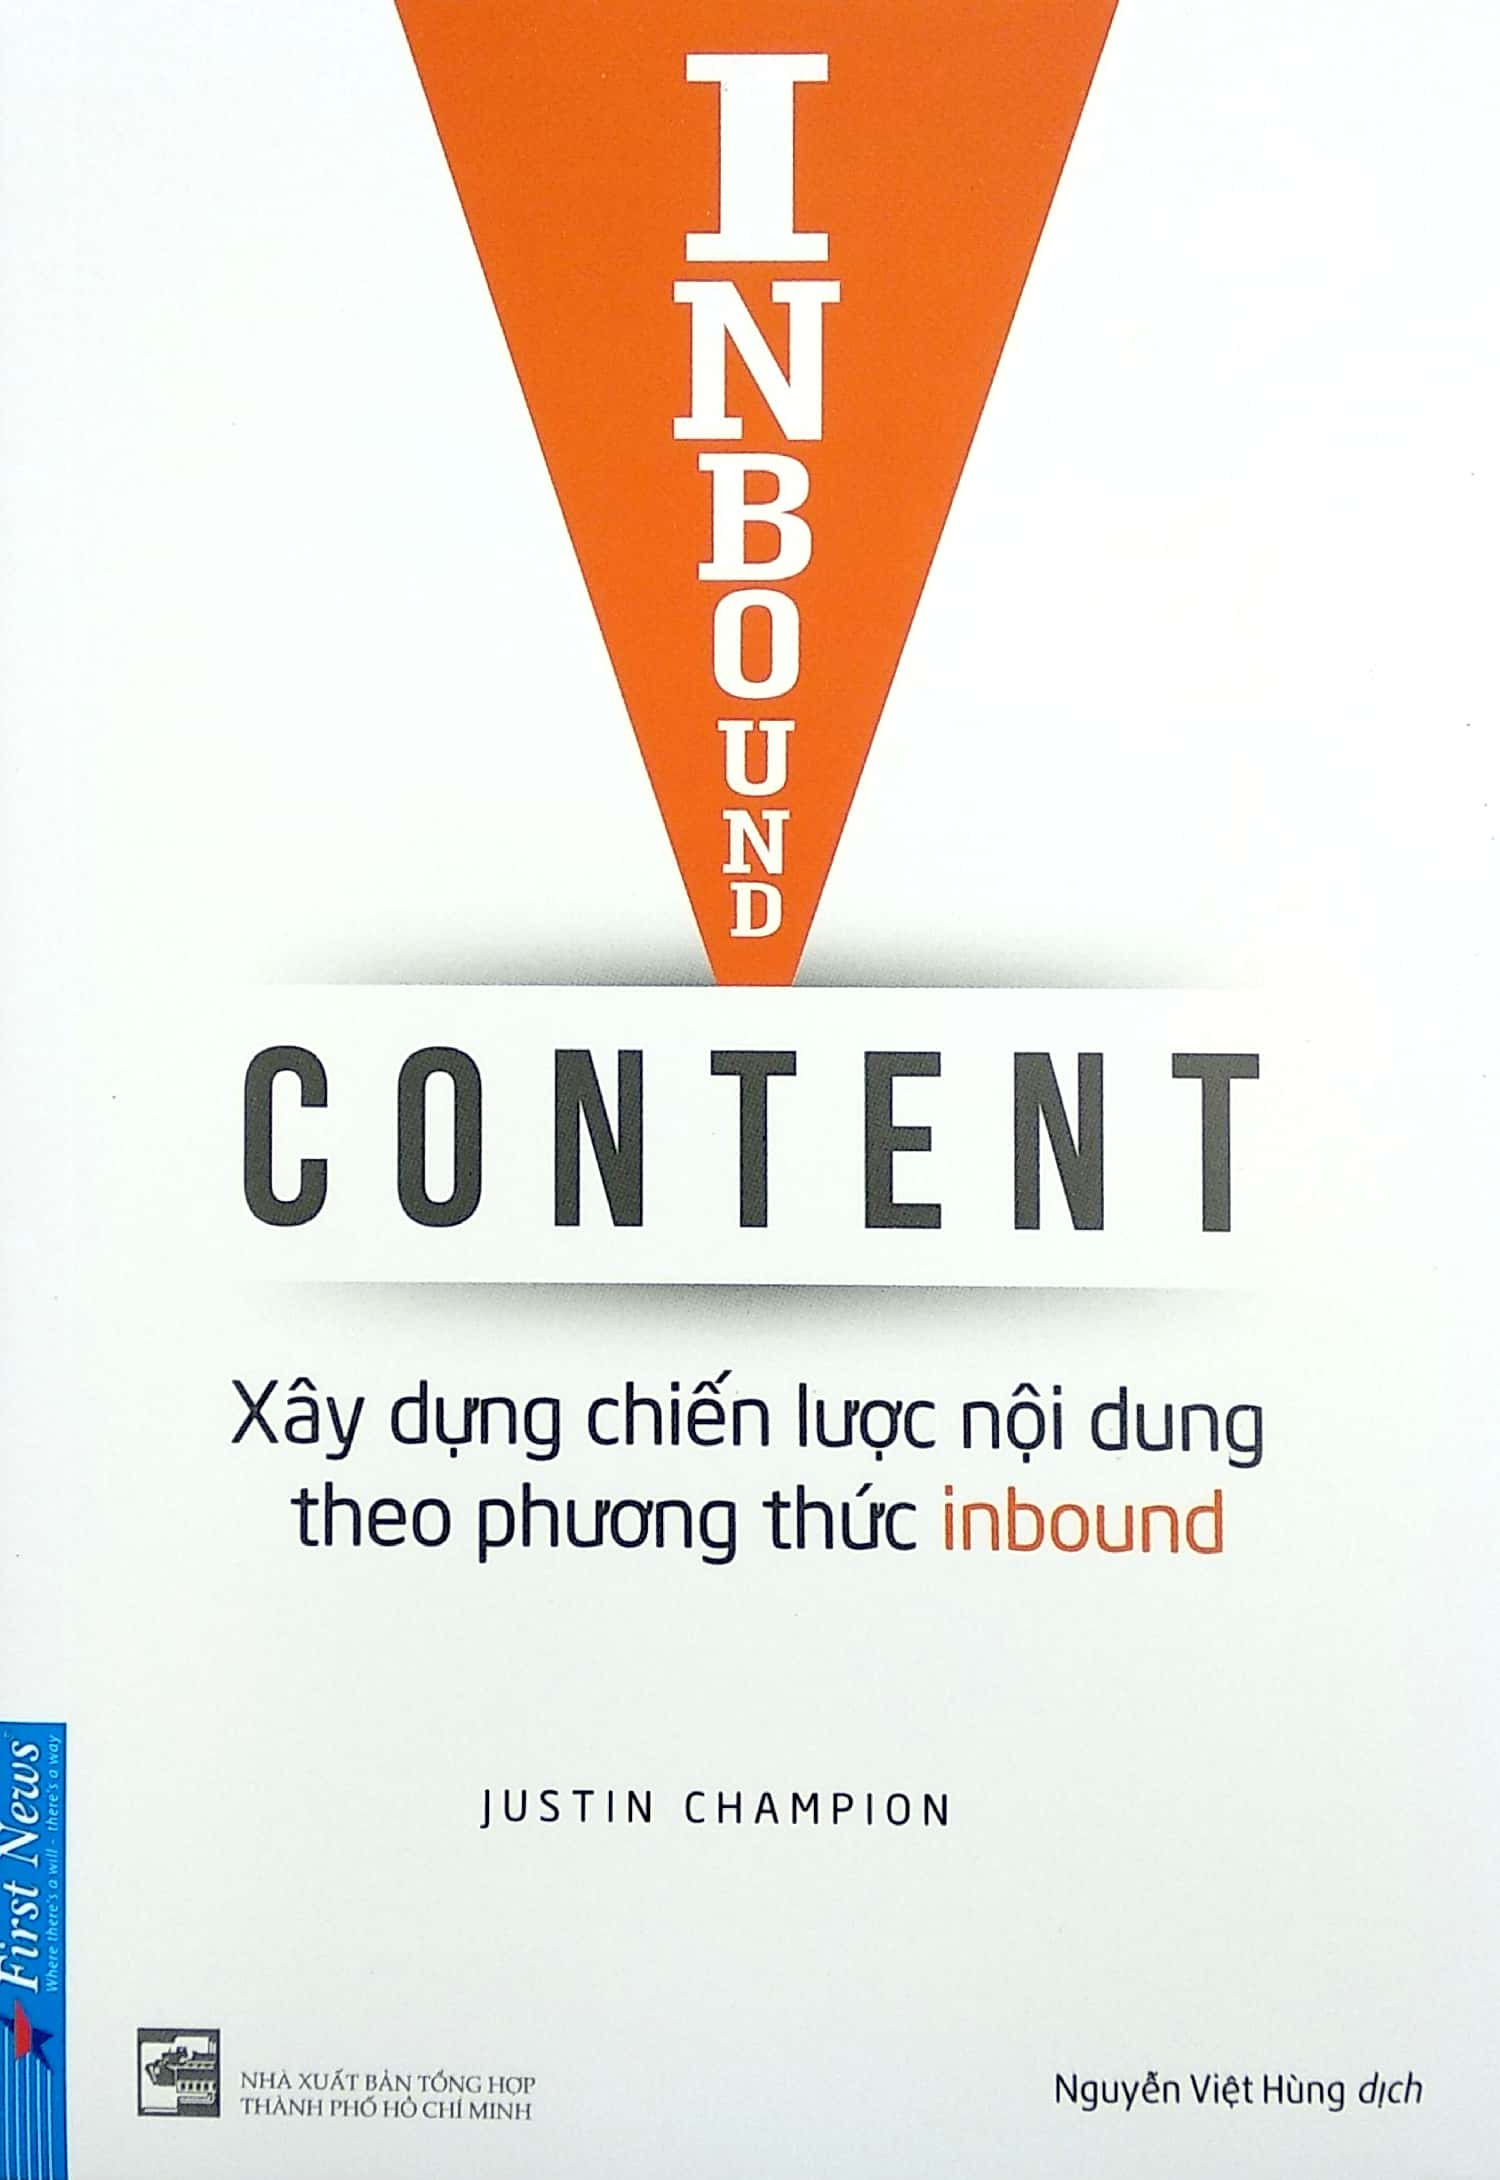 INBOUND
CONTENT
Xây dựng chiến lược nội dung
theo phương thức inbound
JUSTIN CHAMPION
First News
Where there's a will - there's a way
NHÀ XUẤT BẢN TỔNG HỢP
THÀNH PHỐ HỒ CHÍ MINH
Nguyễn Việt Hùng dịch